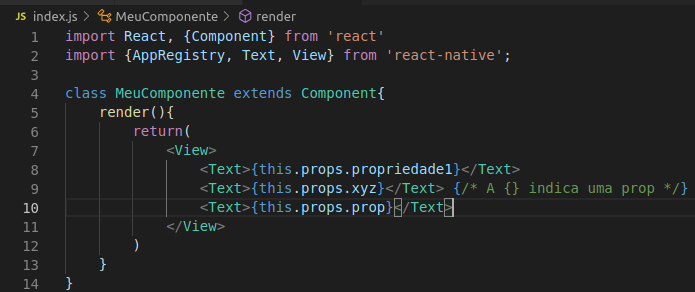 JS index.js > MeuComponente > render
1 import React, {Component} from 'react'
2 import {AppRegistry, Text, View} from 'react-native';
3
4 class MeuComponente extends Component{
5     render(){
6         return(
7             <View>
8                 <Text>{this.props.propriedade1}</Text>
9                 <Text>{this.props.xyz}</Text> {/* A {} indica uma prop */}
10                 <Text>{this.props.prop}</Text>
11             </View>
12         )
13     }
14 }